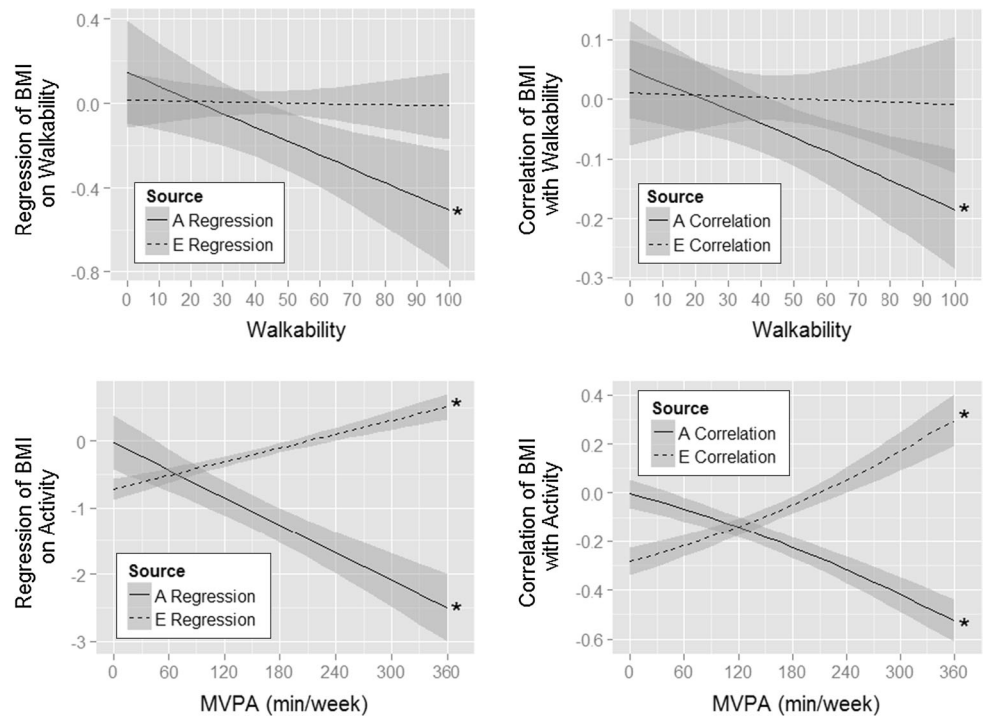 Regression of BMI
on Walkability
0.4
0.0
-0.4
-0.8
Source
A Regression
E Regression
*
0 10 20 30 40 50 60 70 80 90 100
Walkability
Correlation of BMI
with Walkability
0.1
0.0
-0.1
-0.2
-0.3
Source
A Correlation
E Correlation
*
0 10 20 30 40 50 60 70 80 90 100
Walkability
Regression of BMI
on Activity
0
-1
-2
-3
*
Source
A Regression
E Regression
*
0 60 120 180 240 300 360
MVPA (min/week)
Correlation of BMI
with Activity
0.4
0.2
0.0
-0.2
-0.4
-0.6
Source
A Correlation
E Correlation
*
*
0 60 120 180 240 300 360
MVPA (min/week)